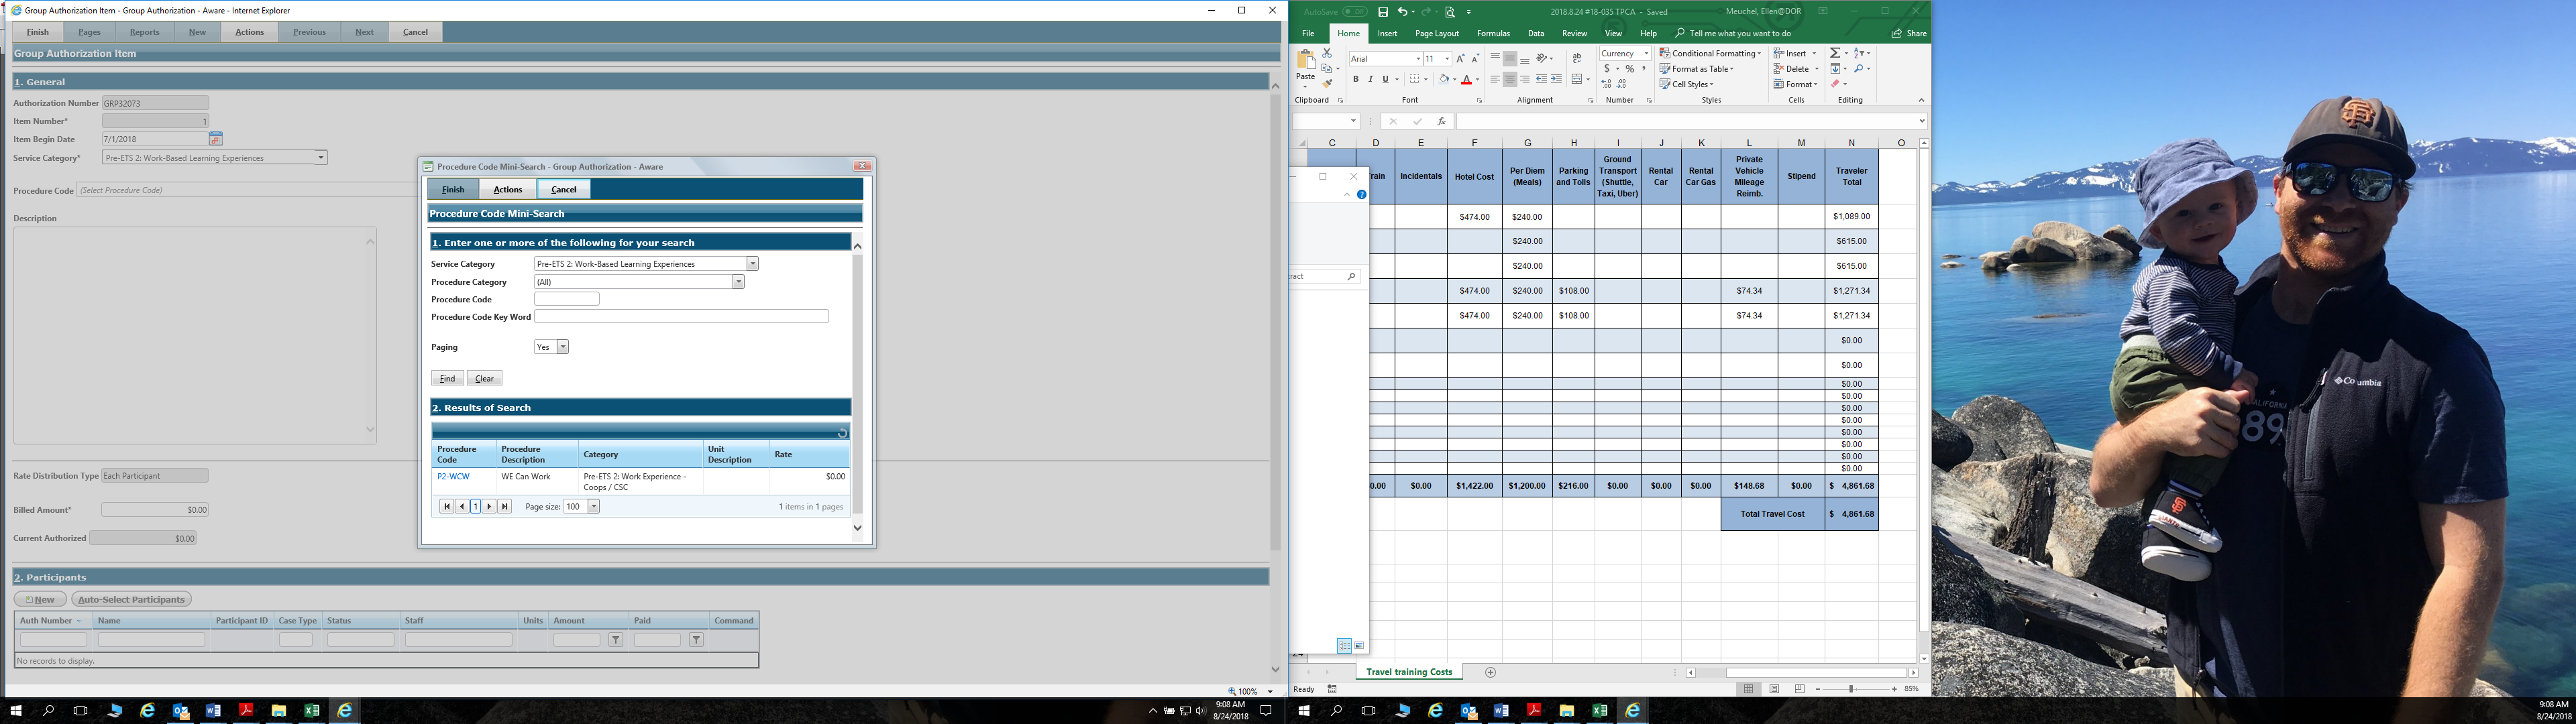 Group Authorization Item - Group Authorization - Aware - Internet Explorer
Finish Pages Reports New Actions Previous Next Cancel
Group Authorization Item
1. General
Authorization Number GRP32073
Item Number* 1
Item Begin Date 7/1/2018
Service Category* Pre-ETS 2: Work-Based Learning Experiences
Procedure Code (Select Procedure Code)
Description
Rate Distribution Type Each Participant
Billed Amount* $0.00
Current Authorized $0.00
2. Participants
New Auto-Select Participants
Auth Number Name Participant ID Case Type Status Staff Units Amount Paid Command
No records to display.
100%
Procedure Code Mini-Search - Group Authorization - Aware
Finish Actions Cancel
Procedure Code Mini-Search
1. Enter one or more of the following for your search
Service Category Pre-ETS 2: Work-Based Learning Experiences
Procedure Category (All)
Procedure Code
Procedure Code Key Word
Paging Yes
Find Clear
2. Results of Search
Procedure Code Procedure Description Category Unit Description Rate
P2-WCW WE Can Work Pre-ETS 2: Work Experience - $0.00
Coops / CSC
1 Page size: 100 1 items in 1 pages
9:08 AM
8/24/2018
AutoSave Off 2018.8.24 #18-035 TPCA - Saved Meuchel, Ellen@DOR
File Home Insert Page Layout Formulas Data Review View Help Tell me what you want to do Share
Paste Arial 11 Currency Conditional Formatting Insert
B I U $ % , Format as Table Delete
Cell Styles Format
Clipboard Font Alignment Number Styles Cells Editing
fx
C D E F G H I J K L M N O
rain Incidentals Hotel Cost Per Diem (Meals) Parking and Tolls Ground Transport (Shuttle, Taxi, Uber) Rental Car Rental Car Gas Private Vehicle Mileage Reimb. Stipend Traveler Total
$474.00 $240.00 $1,089.00
$240.00 $615.00
$240.00 $615.00
$474.00 $240.00 $108.00 $74.34 $1,271.34
$474.00 $240.00 $108.00 $74.34 $1,271.34
$0.00
$0.00
$0.00
$0.00
$0.00
$0.00
$0.00
$0.00
$0.00
$0.00
0.00 $0.00 $1,422.00 $1,200.00 $216.00 $0.00 $0.00 $0.00 $148.68 $0.00 $ 4,861.68
Total Travel Cost $ 4,861.68
ract
Travel training Costs
Ready 85%
SF
Columbia
CALIFORNIA
89
SF
9:08 AM
8/24/2018